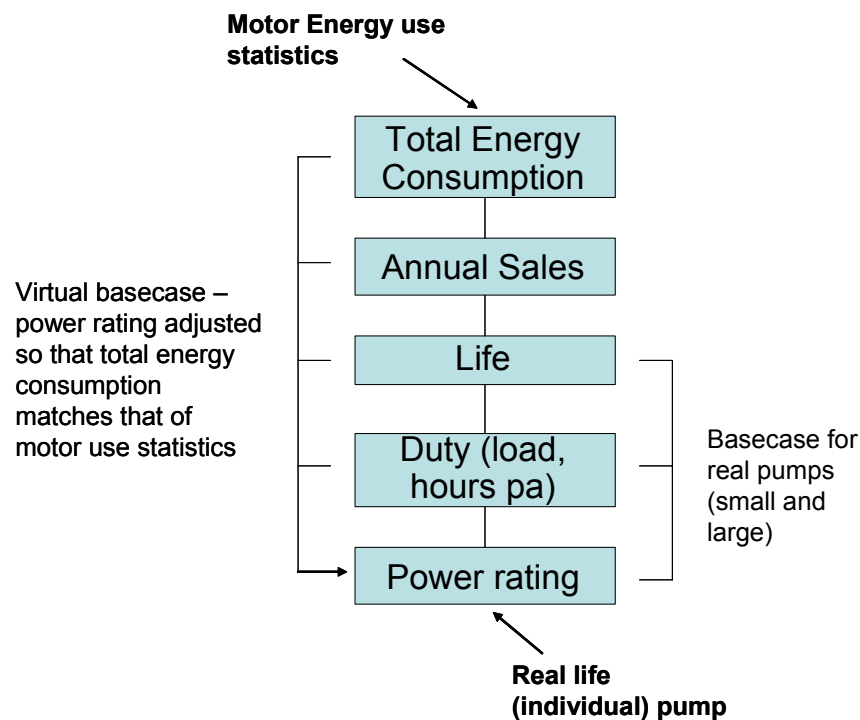 Motor Energy use
statistics
Total Energy
Consumption
Annual Sales
Life
Duty (load,
hours pa)
Power rating
Virtual basecase –
power rating adjusted
so that total energy
consumption
matches that of
motor use statistics
Basecase for
real pumps
(small and
large)
Real life
(individual) pump